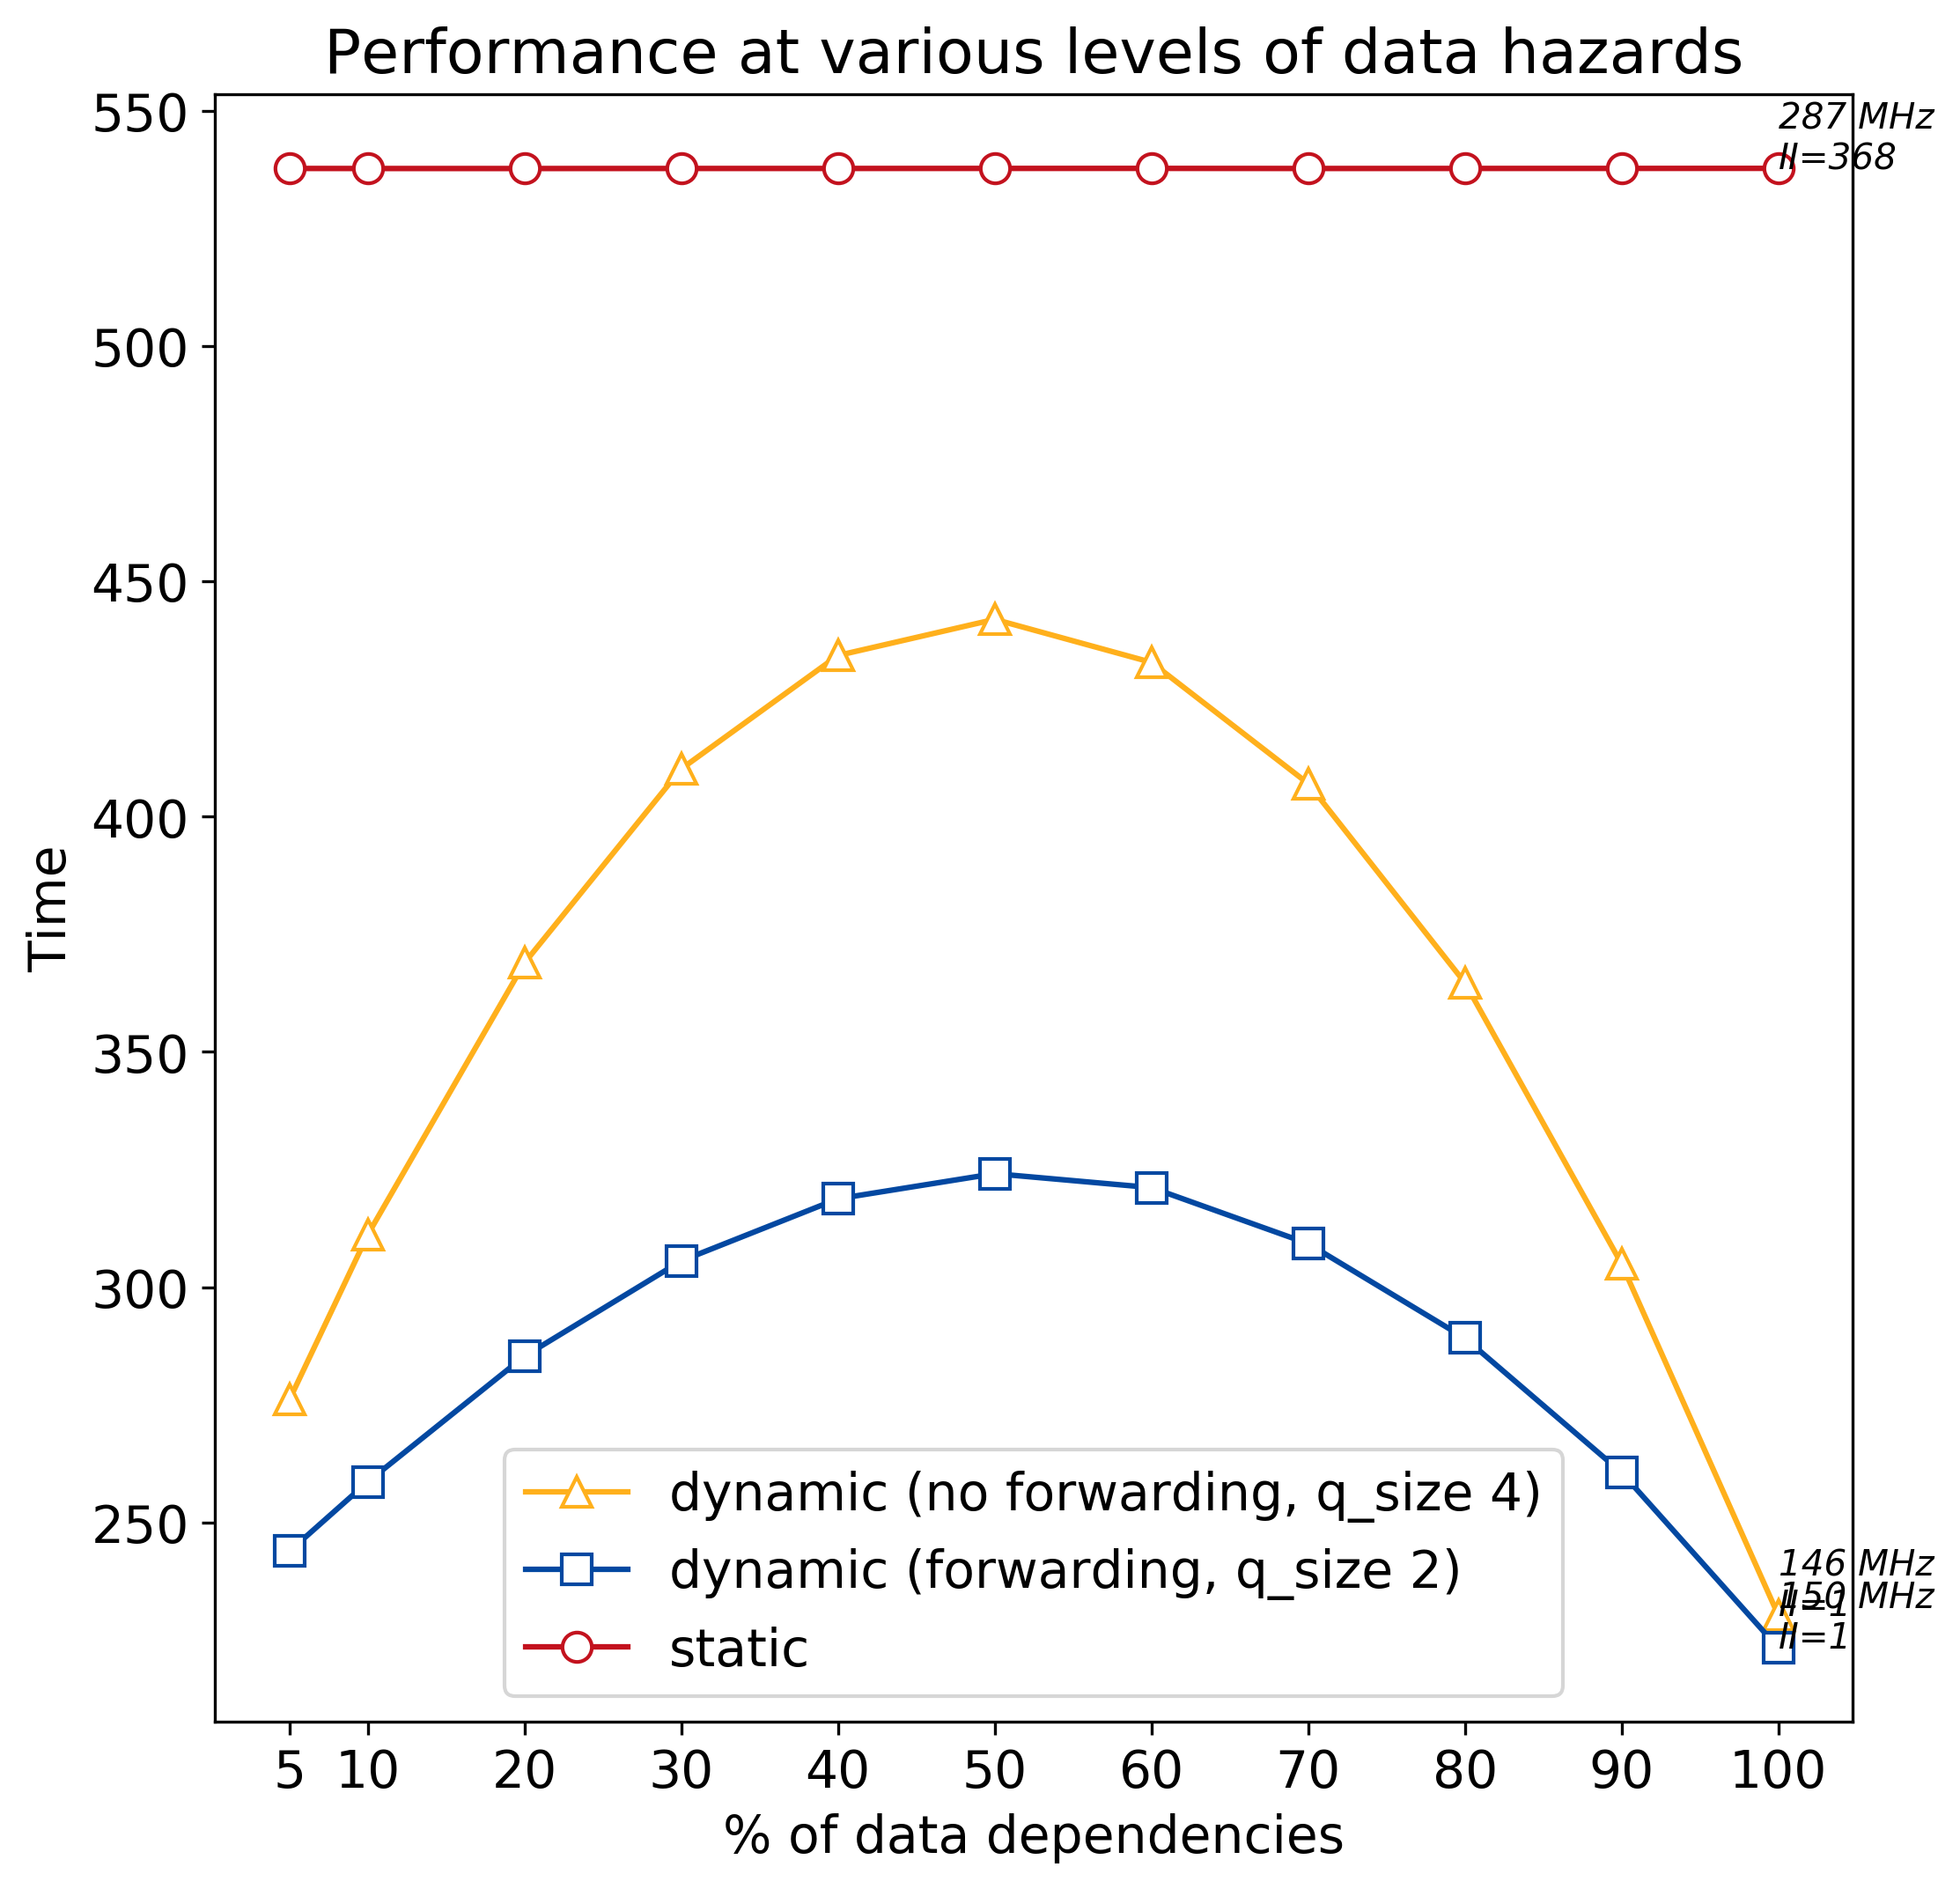 Performance at various levels of data hazards
287 MHz
II=368
550
500
450
400
350
300
250
Time
146 MHz
II=1
150 MHz
II=1
dynamic (no forwarding, q_size 4)
dynamic (forwarding, q_size 2)
static
5 10 20 30 40 50 60 70 80 90 100
% of data dependencies